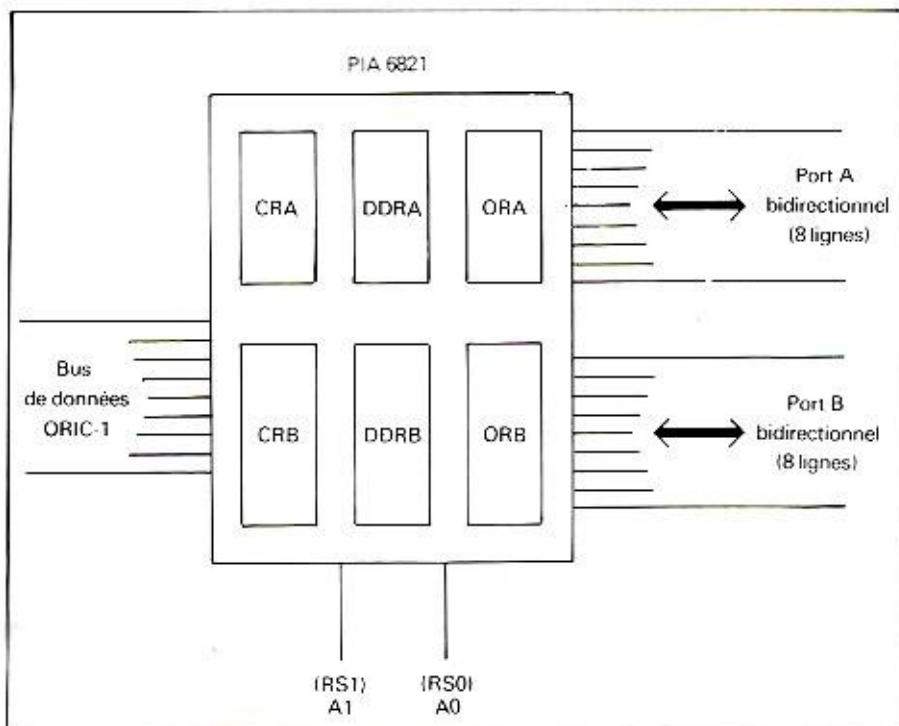 PIA 6821
CRA
DDRA
ORA
Port A
bidirectionnel
(8 lignes)
Bus
de données
ORIC-1
CRB
DDRB
ORB
Port B
bidirectionnel
(8 lignes)
(RS1)
A1
(RS0)
A0